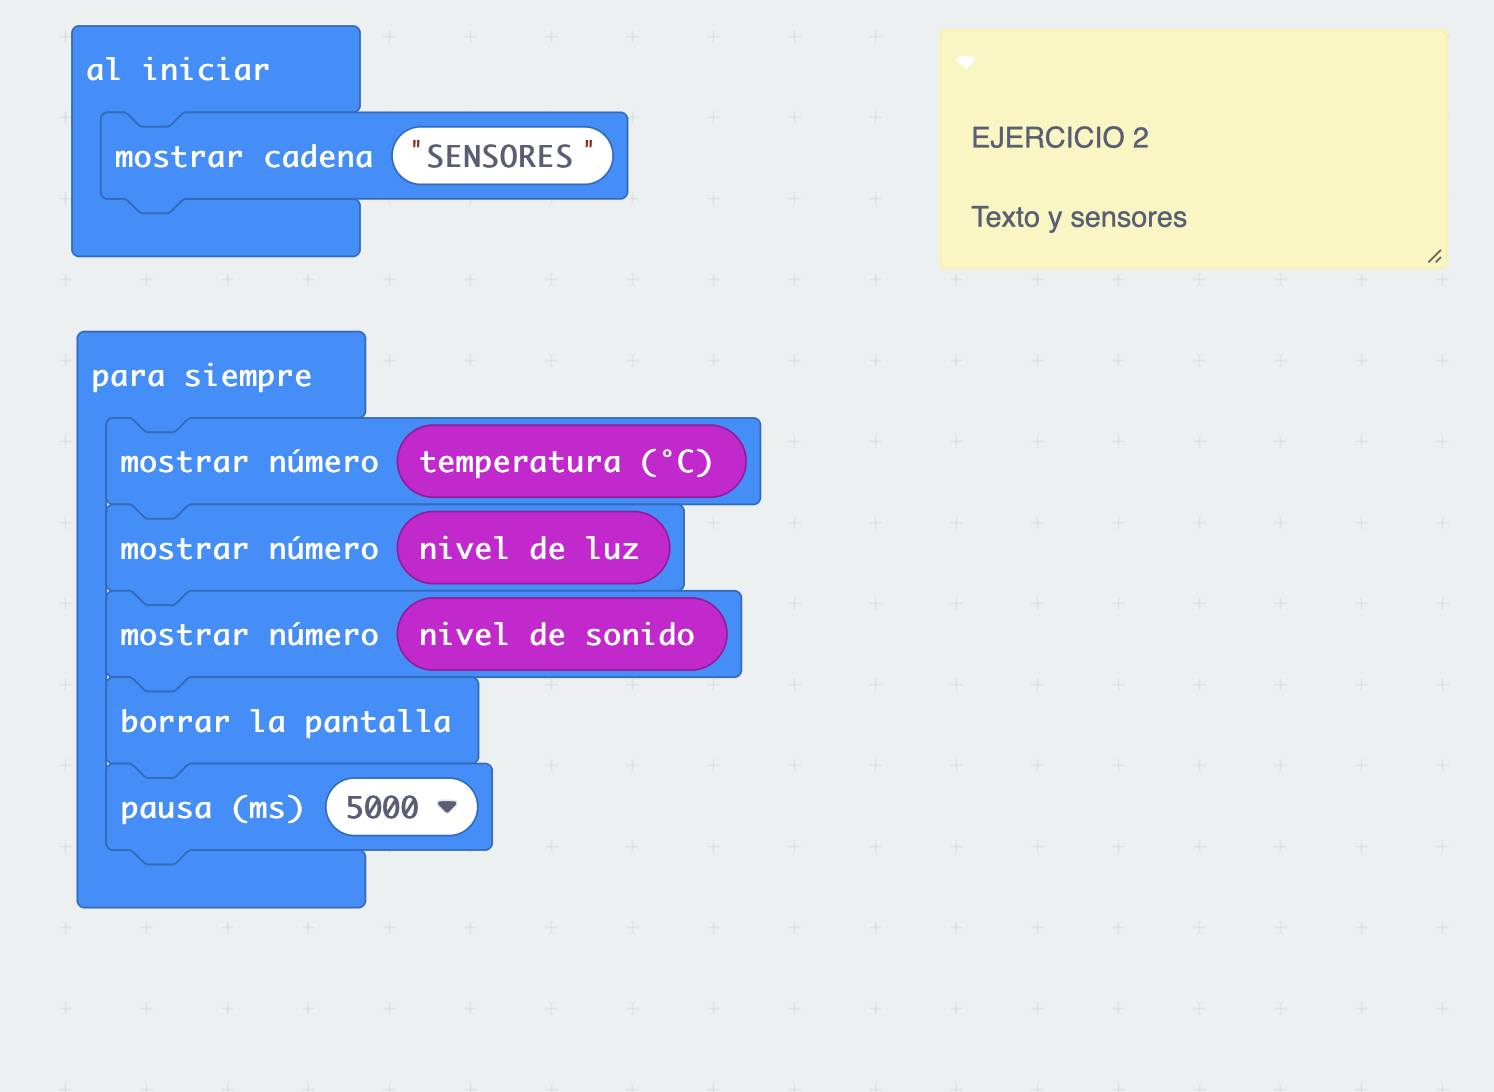 al iniciar
mostrar cadena "SENSORES"
EJERCICIO 2
Texto y sensores
para siempre
mostrar número temperatura (°C)
mostrar número nivel de luz
mostrar número nivel de sonido
borrar la pantalla
pausa (ms) 5000